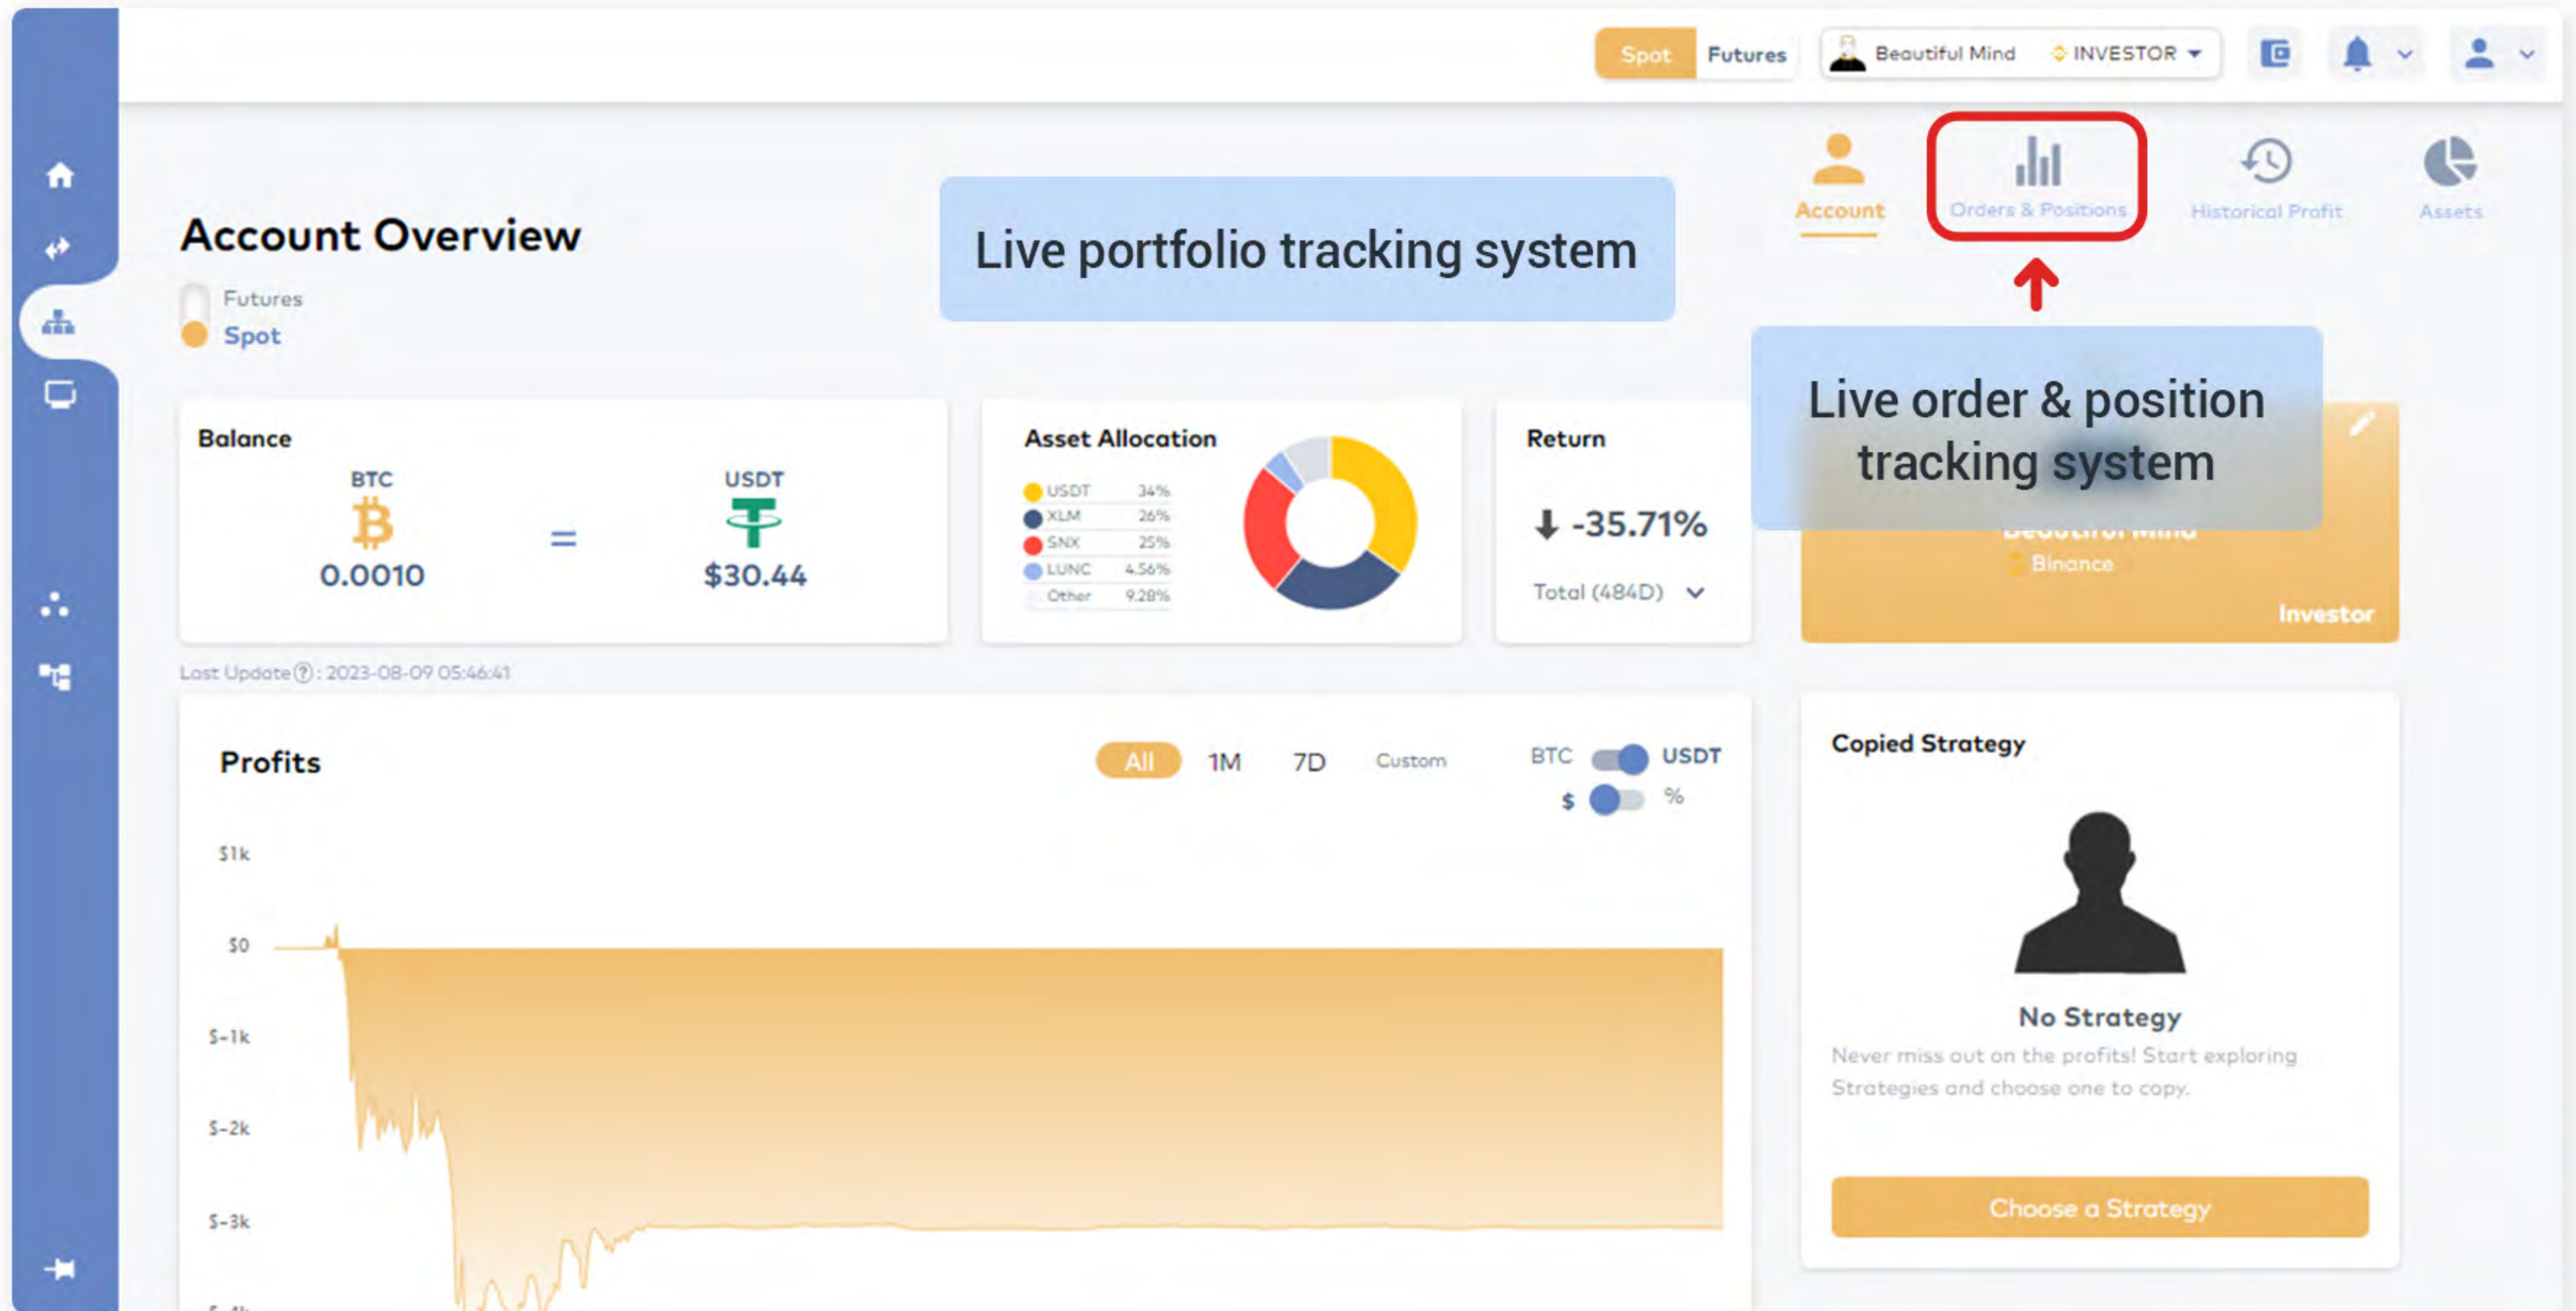 Spot Futures Beautiful Mind INVESTOR
Account Orders & Positions Historical Profit Assets
Live portfolio tracking system
Account Overview
Futures
Spot
Live order & position
tracking system
Balance
BTC
0.0010
=
USDT
$30.44
Asset Allocation
USDT 34%
XLM 26%
SNX 25%
LUNC 4.56%
Other 9.28%
Return
-35.71%
Total (484D)
Beautiful Mind
Binance
Investor
Last Update : 2023-08-09 05:46:41
Profits
All 1M 7D Custom
BTC USDT
$ %
$1k
$0
$-1k
$-2k
$-3k
Copied Strategy
No Strategy
Never miss out on the profits! Start exploring
Strategies and choose one to copy.
Choose a Strategy